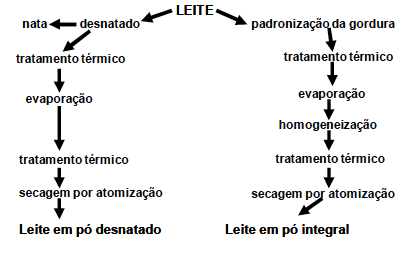 LEITE
nata desnatado padronização da gordura
tratamento térmico tratamento térmico
evaporação evaporação
homogeneização
tratamento térmico tratamento térmico
secagem por atomização secagem por atomização
Leite em pó desnatado Leite em pó integral